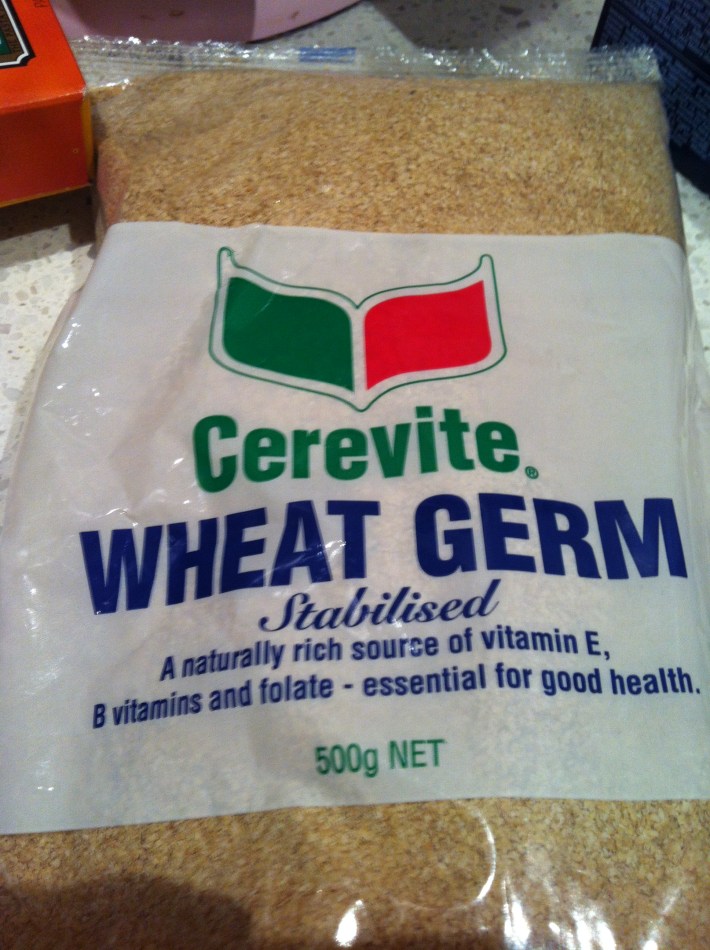 Cerevite®
WHEAT GERM
Stabilised
A naturally rich source of vitamin E,
B vitamins and folate - essential for good health.
500g NET